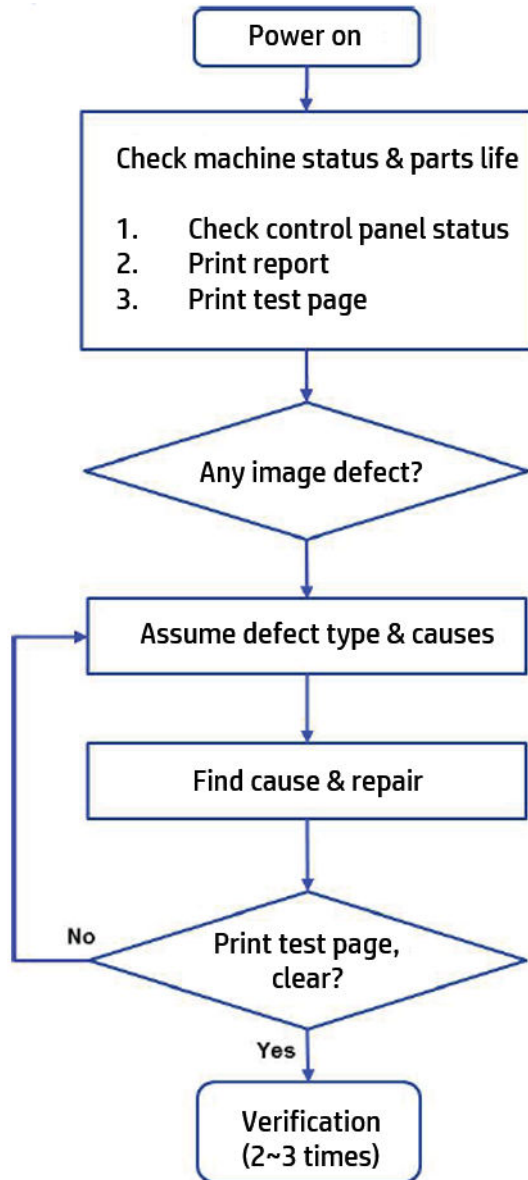 Power on
Check machine status & parts life
1. Check control panel status
2. Print report
3. Print test page
Any image defect?
Assume defect type & causes
Find cause & repair
No
Print test page,
clear?
Yes
Verification
(2~3 times)